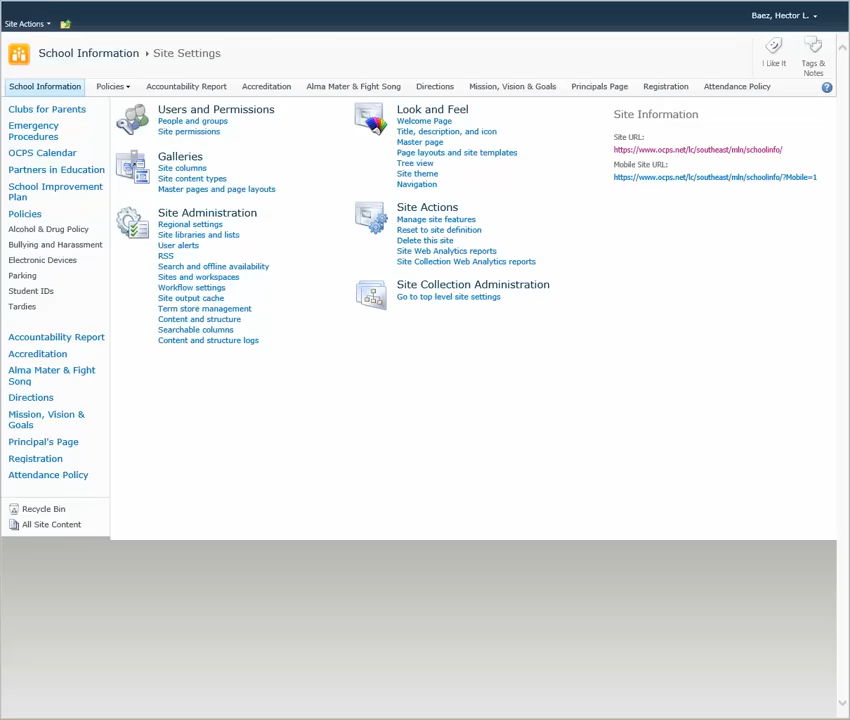 Site Actions
Baez, Hector L.
School Information
Site Settings
I Like It
Tags &
Notes
School Information
Policies
Accountability Report
Accreditation
Alma Mater & Fight Song
Directions
Mission, Vision & Goals
Principals Page
Registration
Attendance Policy
Clubs for Parents
Emergency
Procedures
OCPS Calendar
Partners in Education
School Improvement
Plan
Policies
Alcohol & Drug Policy
Bullying and Harassment
Electronic Devices
Parking
Student IDs
Tardies
Accountability Report
Accreditation
Alma Mater & Fight
Song
Directions
Mission, Vision &
Goals
Principal's Page
Registration
Attendance Policy
Recycle Bin
All Site Content
Users and Permissions
People and groups
Site permissions
Galleries
Site columns
Site content types
Master pages and page layouts
Site Administration
Regional settings
Site libraries and lists
User alerts
RSS
Search and offline availability
Sites and workspaces
Workflow settings
Site output cache
Term store management
Content and structure
Searchable columns
Content and structure logs
Look and Feel
Welcome Page
Title, description, and icon
Master page
Page layouts and site templates
Tree view
Site theme
Navigation
Site Actions
Manage site features
Reset to site definition
Delete this site
Site Web Analytics reports
Site Collection Web Analytics reports
Site Collection Administration
Go to top level site settings
Site Information
Site URL:
https://www.ocps.net/lc/southeast/mln/schoolinfo/
Mobile Site URL:
https://www.ocps.net/lc/southeast/mln/schoolinfo/?Mobile=1